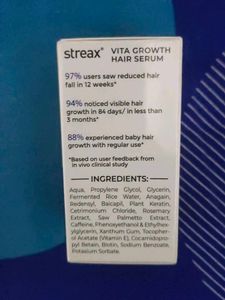 streax® VITA GROWTH
HAIR SERUM
97% users saw reduced hair
fall in 12 weeks*
94% noticed visible hair
growth in 84 days/ in less than
3 months*
88% experienced baby hair
growth with regular use*
*Based on user feedback from
in vivo clinical study
INGREDIENTS:
Aqua, Propylene Glycol, Glycerin,
Fermented Rice Water, Anagain,
Redensyl, Baicapil, Plant Keratin,
Cetrimonium Chloride, Rosemary
Extract, Saw Palmetto Extract,
Caffeine, Phenoxyethanol & Ethylhex-
ylglycerin, Xanthum Gum, Tocopher-
ol Acetate (Vitamin E), Cocamidopro-
pyl Betain, Biotin, Sodium Benzoate,
Potassium Sorbate.